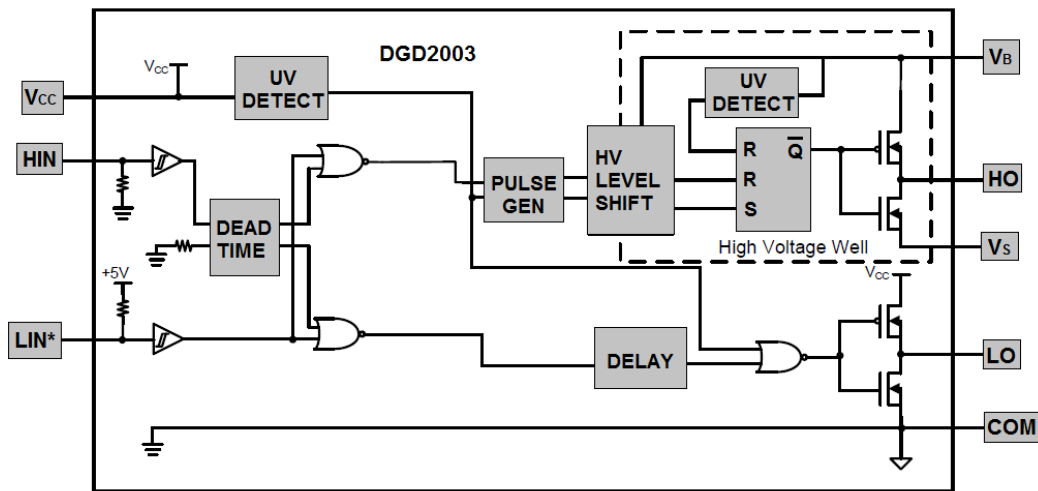 DGD2003
VCC
VCC
UV
DETECT
VB
UV
DETECT
HIN
HV
LEVEL
SHIFT
R
Q
R
S
PULSE
GEN
HO
DEAD
TIME
High Voltage Well
VS
+5V
VCC
LIN*
DELAY
LO
COM